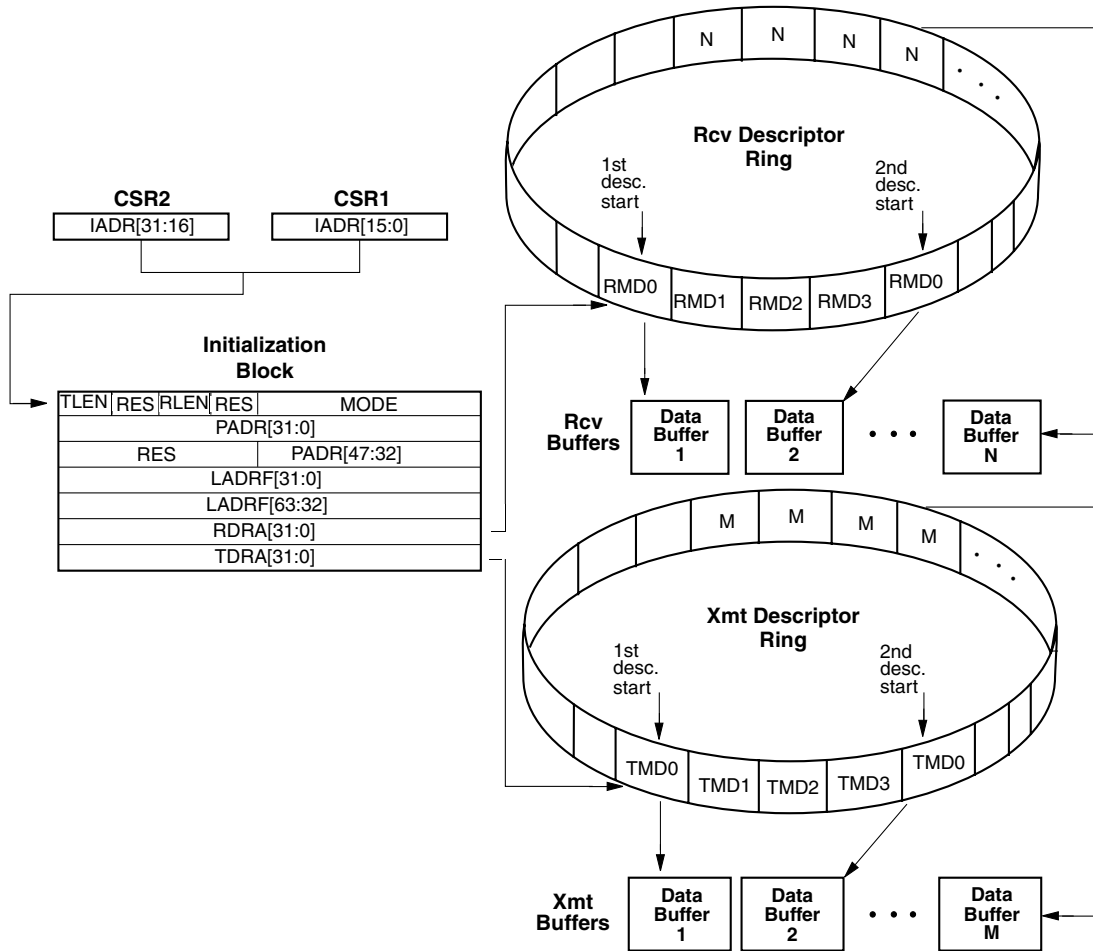 N N N N . . .
Rcv Descriptor
Ring
1st
desc.
start
2nd
desc.
start
CSR2 CSR1
IADR[31:16] IADR[15:0]
RMD0 RMD1 RMD2 RMD3 RMD0
Initialization
Block
TLEN RES RLEN RES MODE
PADR[31:0]
RES PADR[47:32]
LADRF[31:0]
LADRF[63:32]
RDRA[31:0]
TDRA[31:0]
Rcv
Buffers
Data
Buffer
1
Data
Buffer
2
• • •
Data
Buffer
N
M M M M . . .
Xmt Descriptor
Ring
1st
desc.
start
2nd
desc.
start
TMD0 TMD1 TMD2 TMD3 TMD0
Xmt
Buffers
Data
Buffer
1
Data
Buffer
2
• • •
Data
Buffer
M